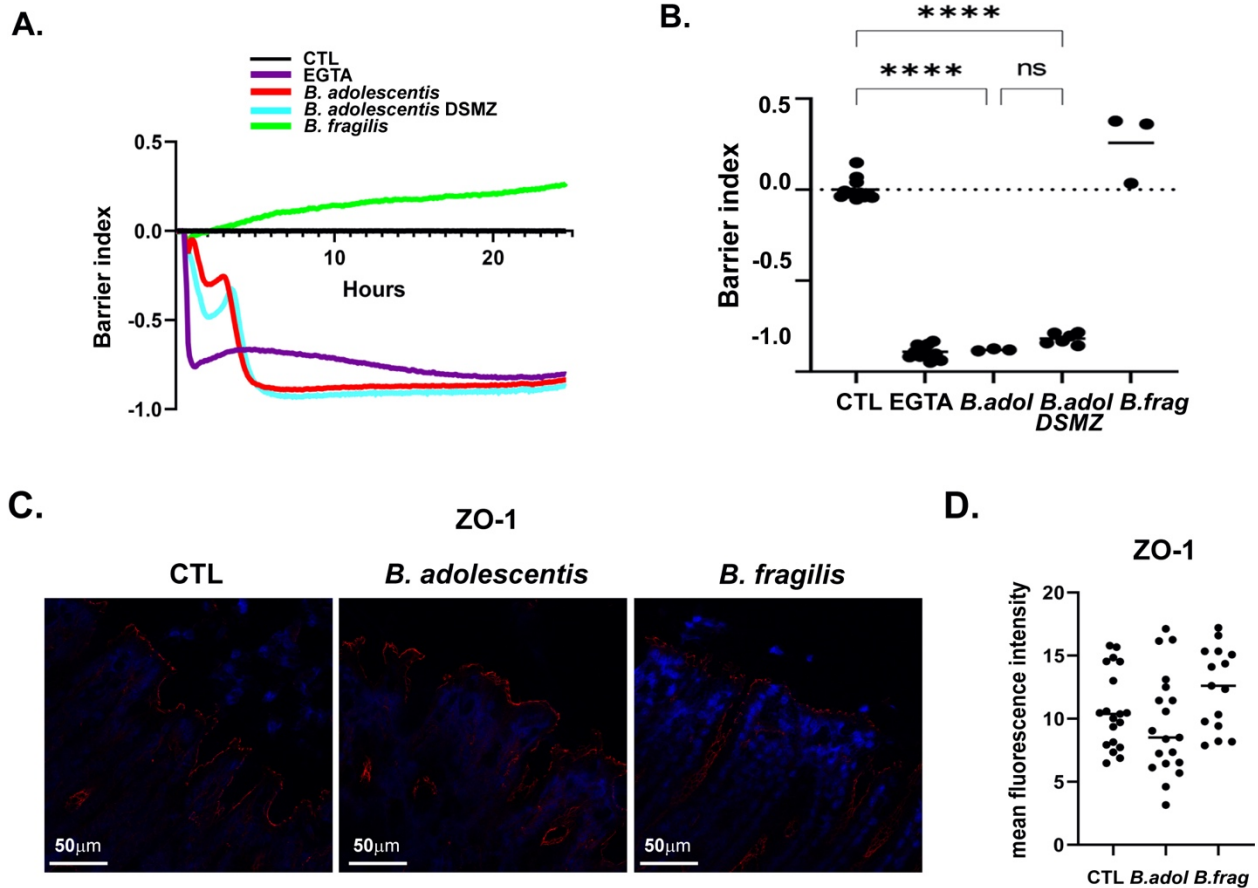 A.
CTL
EGTA
B. adolescentis
B. adolescentis DSMZ
B. fragilis
0.5
0.0
-0.5
-1.0
10
20
Hours
Barrier index
B.
****
****
ns
0.5
0.0
-0.5
-1.0
Barrier index
CTL EGTA B.adol B.adol B.frag
DSMZ
C.
ZO-1
CTL
B. adolescentis
B. fragilis
50μm
50μm
50μm
D.
ZO-1
20
15
10
5
0
mean fluorescence intensity
CTL B.adol B.frag